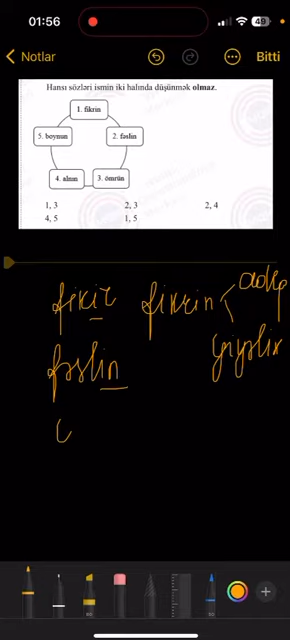 01:56
49
Notlar
Bitti
Hansı sözləri ismin iki halında düşünmək olmaz.
1. fikrin
5. boynun
2. fəslin
4. alnın
3. ömrün
1, 3 2, 3 2, 4
4, 5 1, 5
fikir fikrin
yiyəlik
fəslin